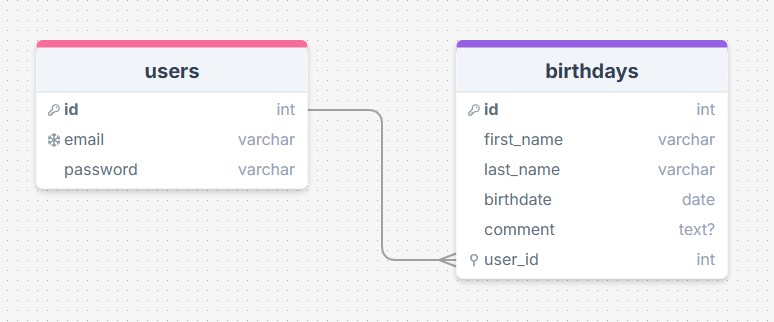 users
id int
email varchar
password varchar
birthdays
id int
first_name varchar
last_name varchar
birthdate date
comment text?
user_id int